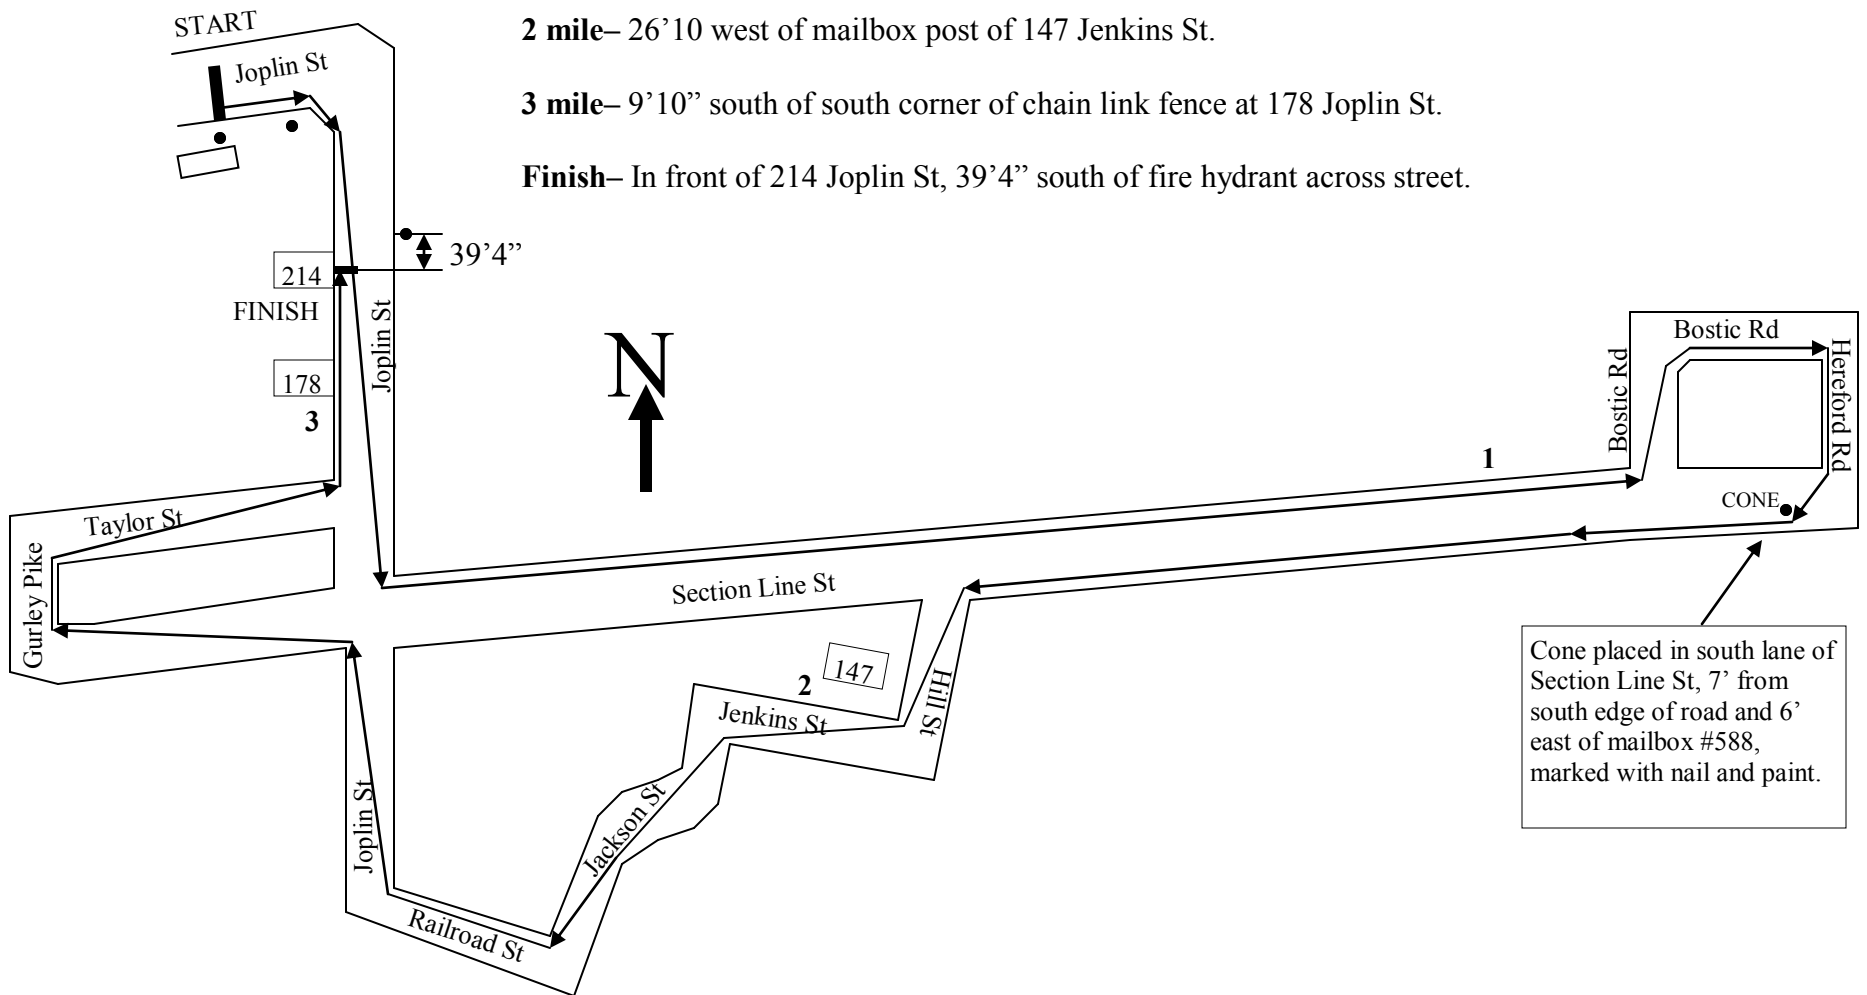 START
Joplin St
2 mile– 26’10 west of mailbox post of 147 Jenkins St.
3 mile– 9’10” south of south corner of chain link fence at 178 Joplin St.
Finish– In front of 214 Joplin St, 39’4” south of fire hydrant across street.
39’4”
214
FINISH
178
3
Joplin St
N
Bostic Rd
Bostic Rd
Hereford Rd
1
CONE
Taylor St
Gurley Pike
Section Line St
147
2
Jenkins St
Hill St
Jackson St
Joplin St
Railroad St
Cone placed in south lane of
Section Line St, 7’ from
south edge of road and 6’
east of mailbox #588,
marked with nail and paint.